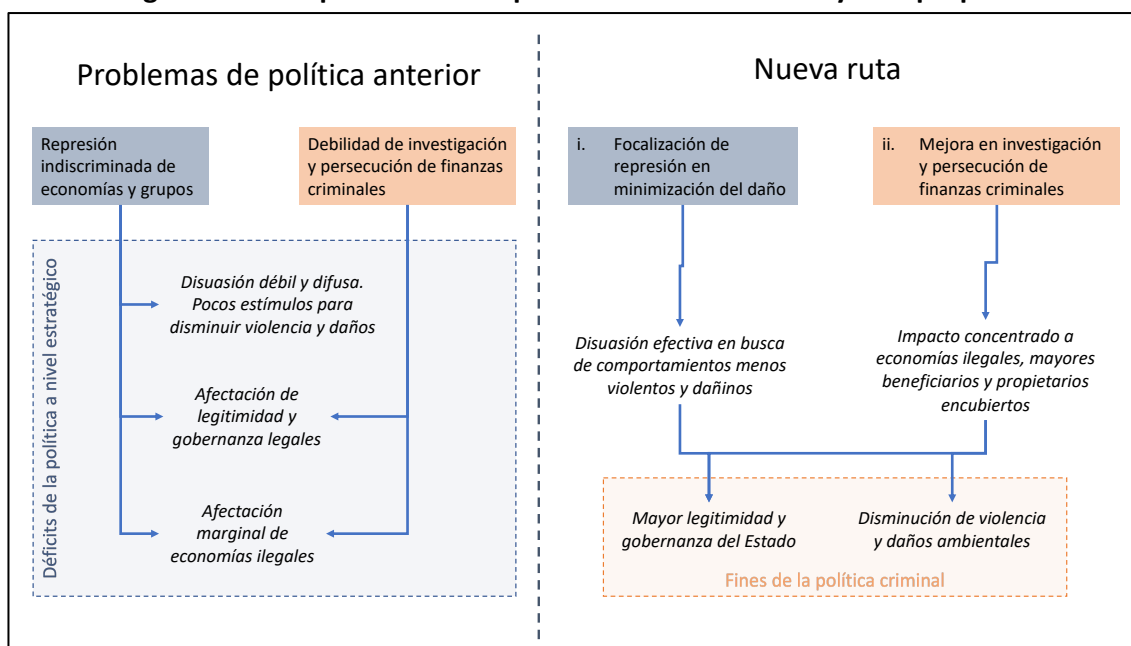 Problemas de política anterior
Represión
indiscriminada de
economías y grupos
Debilidad de investigación
y persecución de finanzas
criminales
Déficits de la política a nivel estratégico
Disuasión débil y difusa.
Pocos estímulos para
disminuir violencia y daños
Afectación de
legitimidad y
gobernanza legales
Afectación
marginal de
economías ilegales
Nueva ruta
i. Focalización de
represión en
minimización del daño
ii. Mejora en investigación
y persecución de
finanzas criminales
Disuasión efectiva en busca
de comportamientos menos
violentos y dañinos
Impacto concentrado a
economías ilegales, mayores
beneficiarios y propietarios
encubiertos
Mayor legitimidad y
gobernanza del Estado
Disminución de violencia
y daños ambientales
Fines de la política criminal